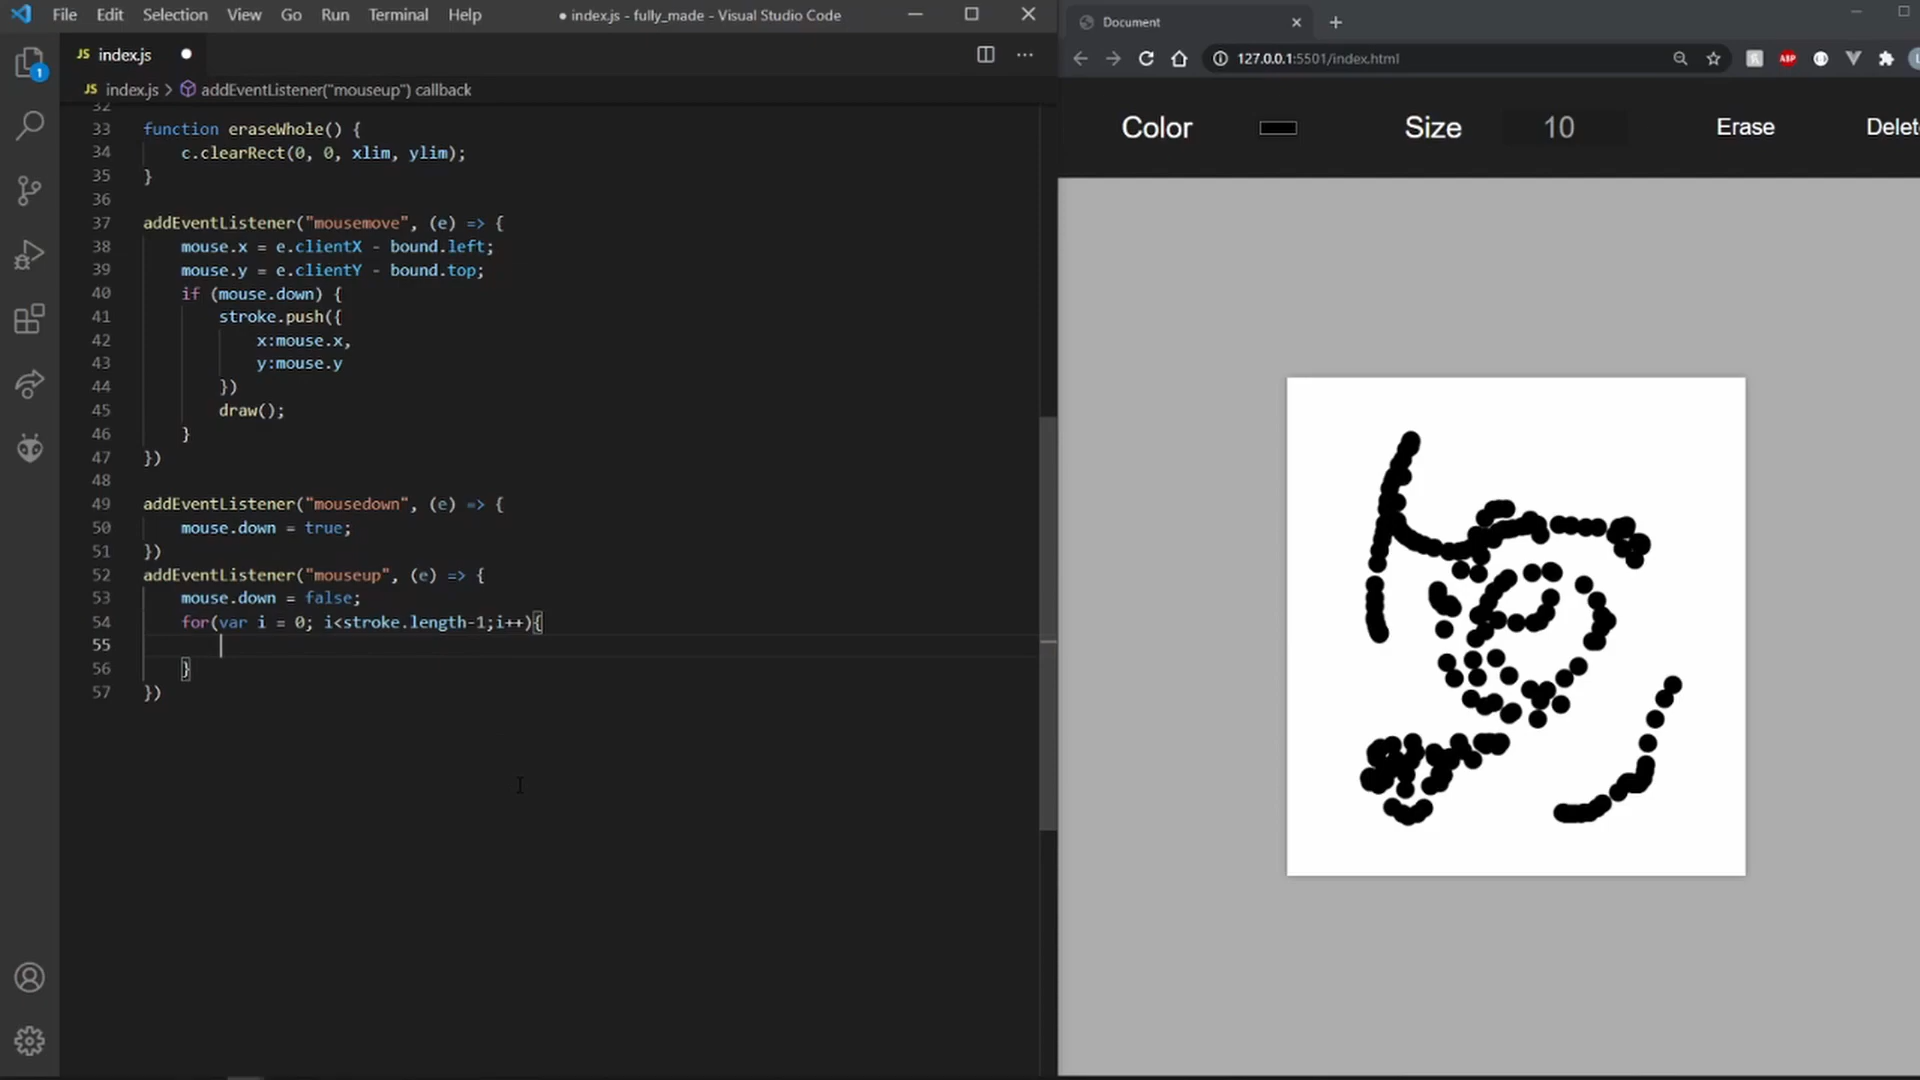 File Edit Selection View Go Run Terminal Help ● index.js - fully_made - Visual Studio Code
JS index.js
JS index.js > addEventListener("mouseup") callback
1
32
33 function eraseWhole() {
34 c.clearRect(0, 0, xlim, ylim);
35 }
36
37 addEventListener("mousemove", (e) => {
38 mouse.x = e.clientX - bound.left;
39 mouse.y = e.clientY - bound.top;
40 if (mouse.down) {
41 stroke.push({
42 x:mouse.x,
43 y:mouse.y
44 })
45 draw();
46 }
47 })
48
49 addEventListener("mousedown", (e) => {
50 mouse.down = true;
51 })
52 addEventListener("mouseup", (e) => {
53 mouse.down = false;
54 for(var i = 0; i<stroke.length-1;i++){
55
56 }
57 })
Document
127.0.0.1:5501/index.html
ABP
Color Size 10 Erase Delet